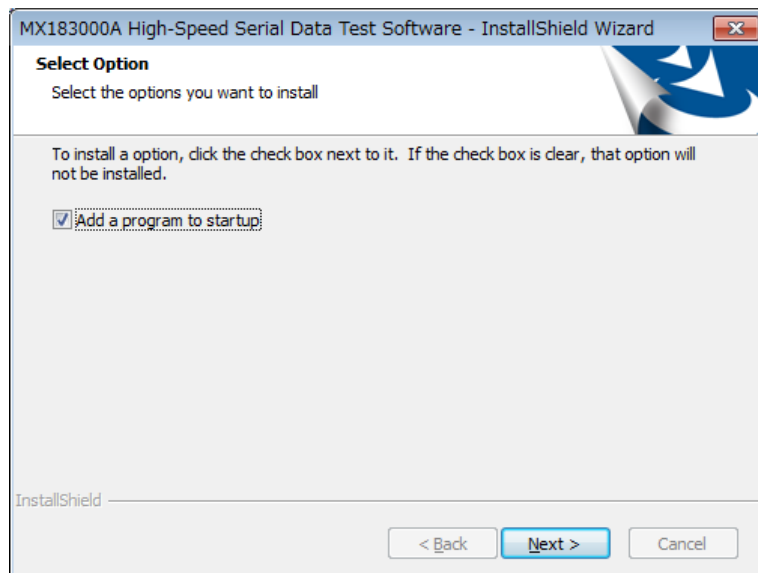 MX183000A High-Speed Serial Data Test Software - InstallShield Wizard
Select Option
Select the options you want to install
To install a option, click the check box next to it.  If the check box is clear, that option will
not be installed.
Add a program to startup
InstallShield
< Back
Next >
Cancel